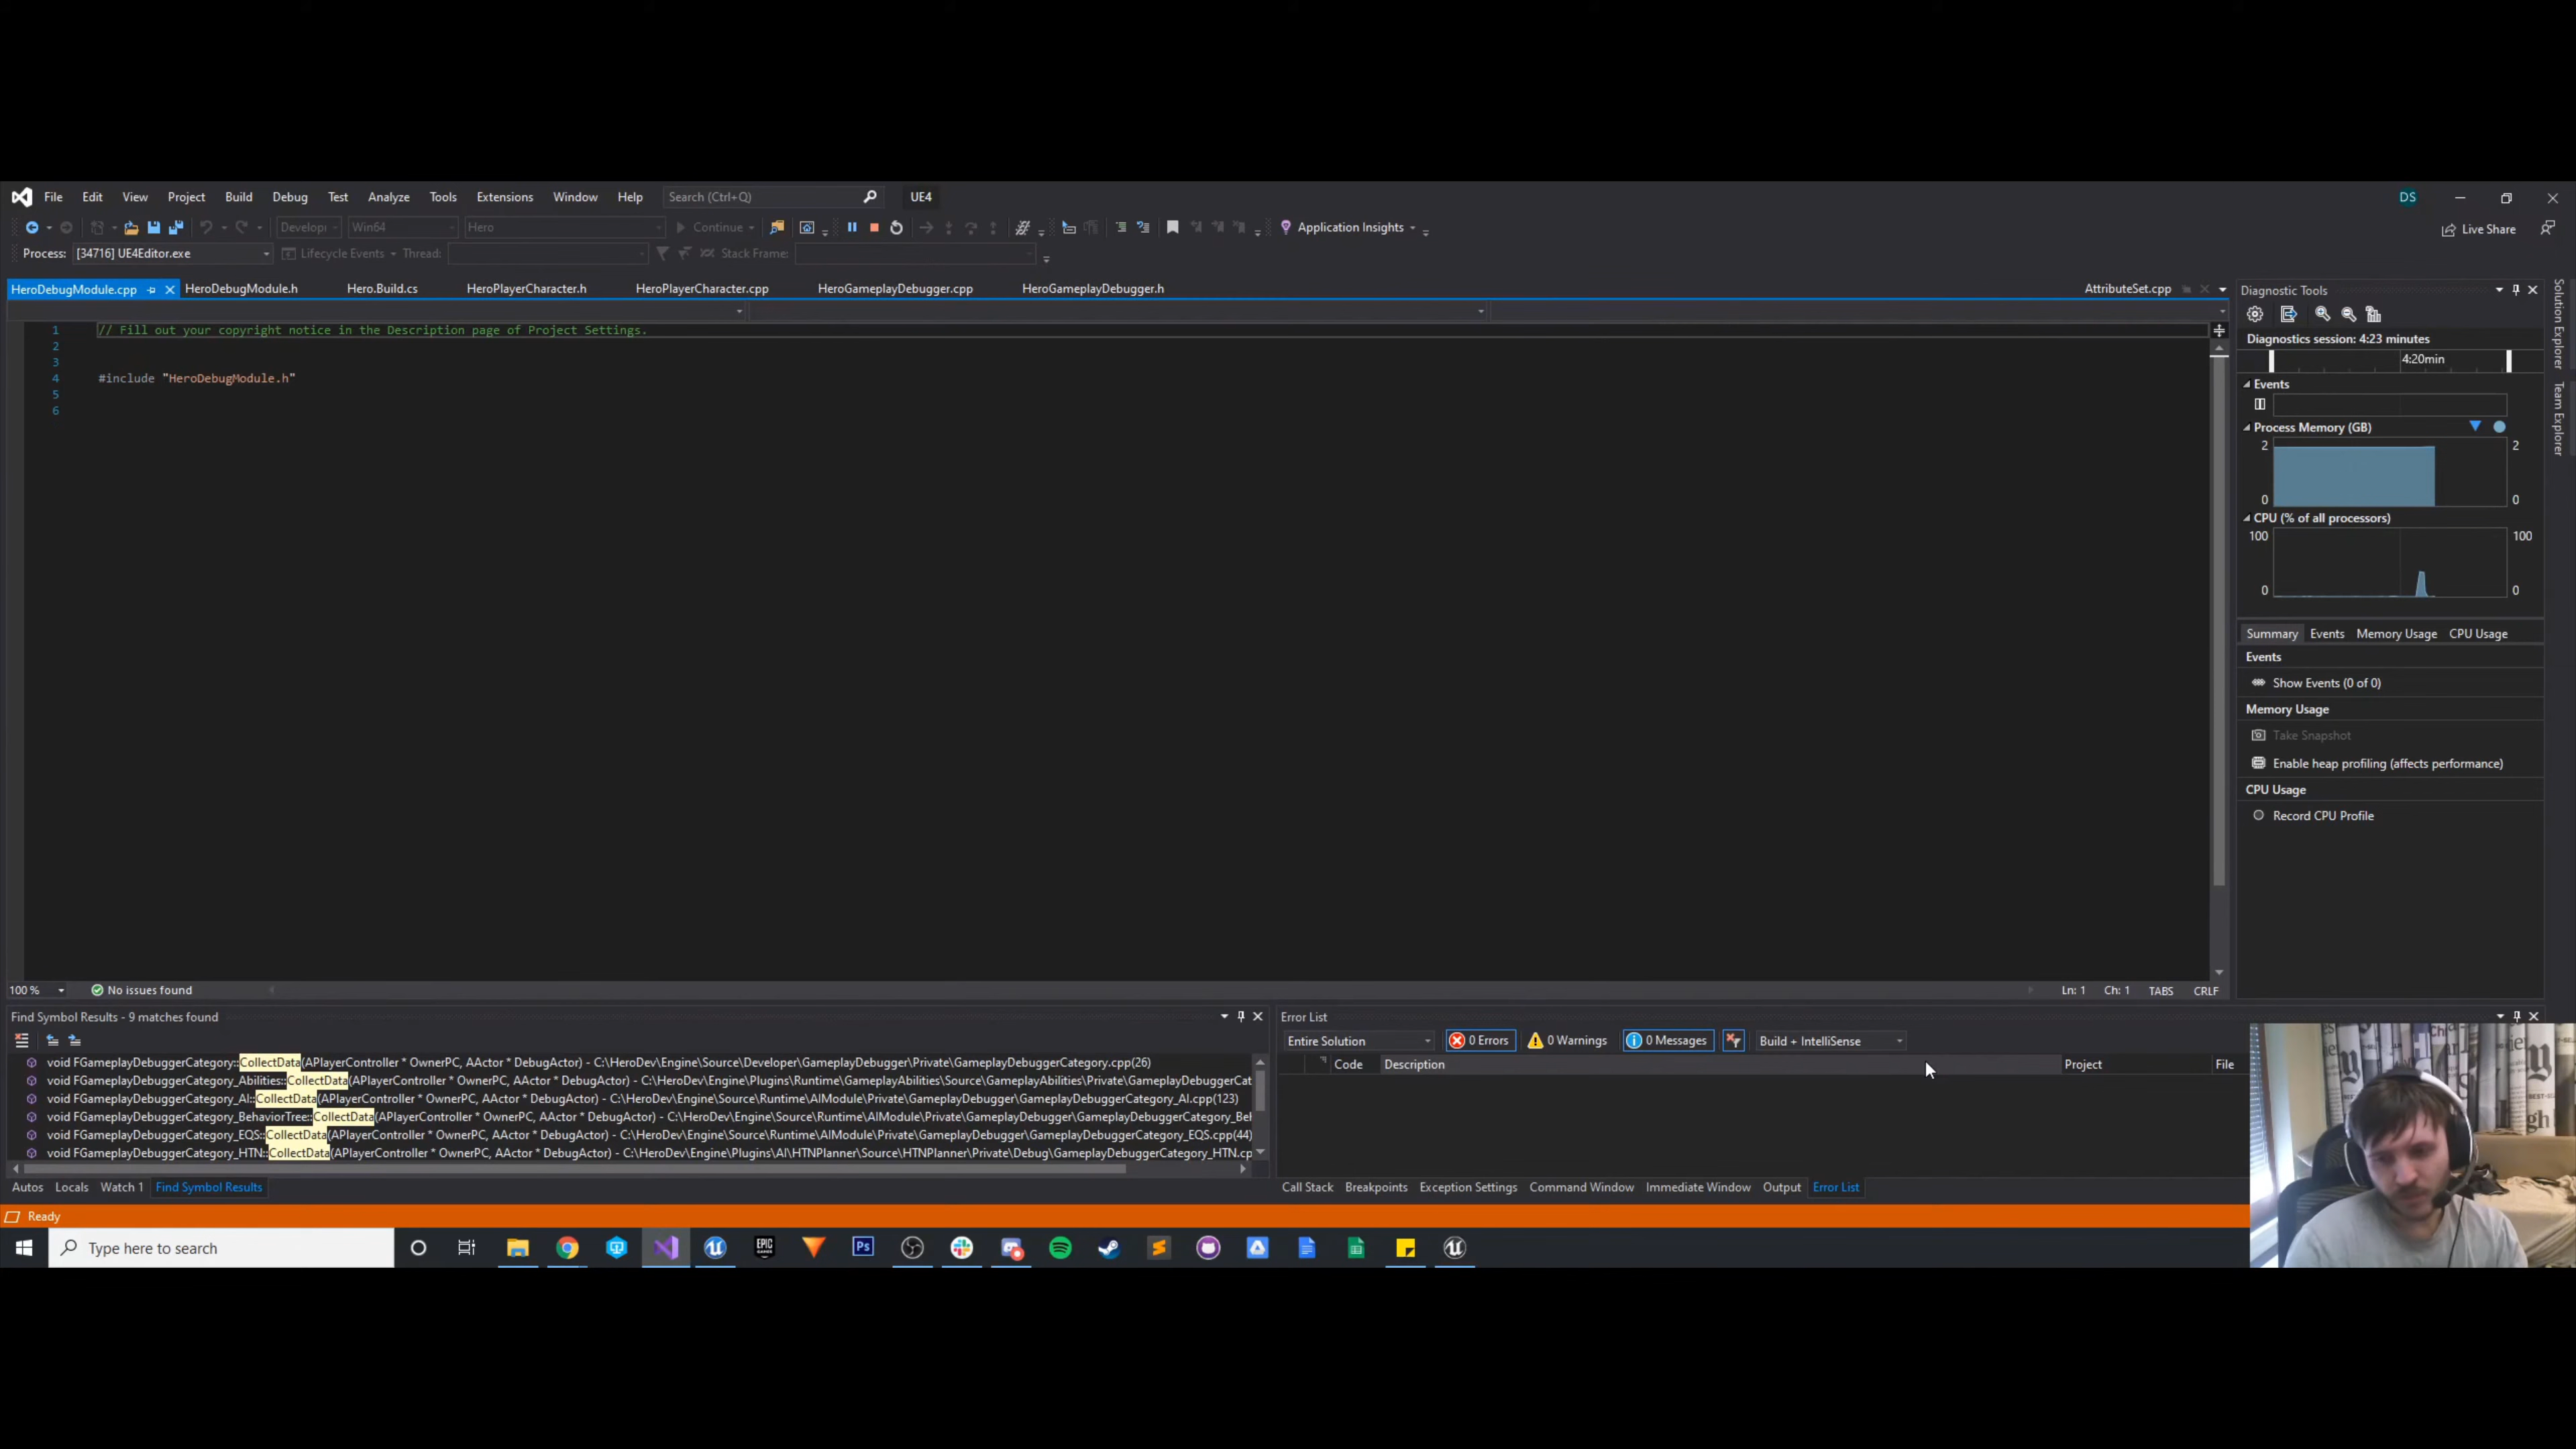 File Edit View Project Build Debug Test Analyze Tools Extensions Window Help Search (Ctrl+Q) UE4 DS
Developı Win64 Hero Continue Application Insights Live Share
Process: [34716] UE4Editor.exe Lifecycle Events Thread: Stack Frame:
HeroDebugModule.cpp HeroDebugModule.h Hero.Build.cs HeroPlayerCharacter.h HeroPlayerCharacter.cpp HeroGameplayDebugger.cpp HeroGameplayDebugger.h AttributeSet.cpp
1 // Fill out your copyright notice in the Description page of Project Settings.
2
3
4 #include "HeroDebugModule.h"
5
6
100 % No issues found Ln: 1 Ch: 1 TABS CRLF
Diagnostic Tools
Diagnostics session: 4:23 minutes
4:20min
Events
Process Memory (GB)
2 2
0 0
CPU (% of all processors)
100 100
0 0
Summary Events Memory Usage CPU Usage
Events
Show Events (0 of 0)
Memory Usage
Take Snapshot
Enable heap profiling (affects performance)
CPU Usage
Record CPU Profile
Solution Explorer
Team Explorer
Find Symbol Results - 9 matches found
void FGameplayDebuggerCategory::CollectData(APlayerController * OwnerPC, AActor * DebugActor) - C:\HeroDev\Engine\Source\Developer\GameplayDebugger\Private\GameplayDebuggerCategory.cpp(26)
void FGameplayDebuggerCategory_Abilities::CollectData(APlayerController * OwnerPC, AActor * DebugActor) - C:\HeroDev\Engine\Plugins\Runtime\GameplayAbilities\Source\GameplayAbilities\Private\GameplayDebuggerCat
void FGameplayDebuggerCategory_AI::CollectData(APlayerController * OwnerPC, AActor * DebugActor) - C:\HeroDev\Engine\Source\Runtime\AIModule\Private\GameplayDebugger\GameplayDebuggerCategory_AI.cpp(123)
void FGameplayDebuggerCategory_BehaviorTree::CollectData(APlayerController * OwnerPC, AActor * DebugActor) - C:\HeroDev\Engine\Source\Runtime\AIModule\Private\GameplayDebugger\GameplayDebuggerCategory_Beh
void FGameplayDebuggerCategory_EQS::CollectData(APlayerController * OwnerPC, AActor * DebugActor) - C:\HeroDev\Engine\Source\Runtime\AIModule\Private\GameplayDebugger\GameplayDebuggerCategory_EQS.cpp(44)
void FGameplayDebuggerCategory_HTN::CollectData(APlayerController * OwnerPC, AActor * DebugActor) - C:\HeroDev\Engine\Plugins\AI\HTNPlanner\Source\HTNPlanner\Private\Debug\GameplayDebuggerCategory_HTN.cp
Autos Locals Watch 1 Find Symbol Results
Error List
Entire Solution 0 Errors 0 Warnings 0 Messages Build + IntelliSense
Code Description Project File
Call Stack Breakpoints Exception Settings Command Window Immediate Window Output Error List
Ready
Type here to search EPIC GAMES Ps